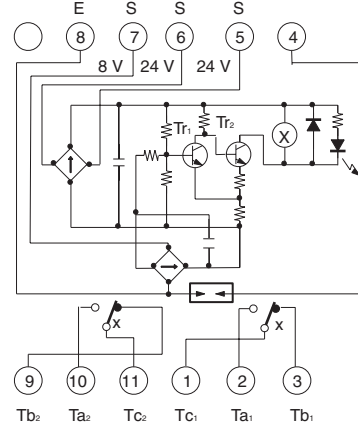 E S S S
8 7 6 5 4
8 V 24 V 24 V
Tr1 Tr2
X
x x
9 10 11 1 2 3
Tb2 Ta2 Tc2 Tc1 Ta1 Tb1